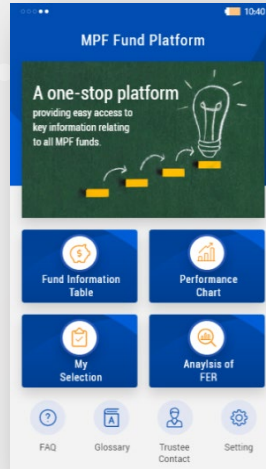 10:40
MPF Fund Platform
A one-stop platform
providing easy access to
key information relating
to all MPF funds.
Fund Information
Table
Performance
Chart
My
Selection
Anaylsis of
FER
FAQ
Glossary
Trustee
Contact
Setting